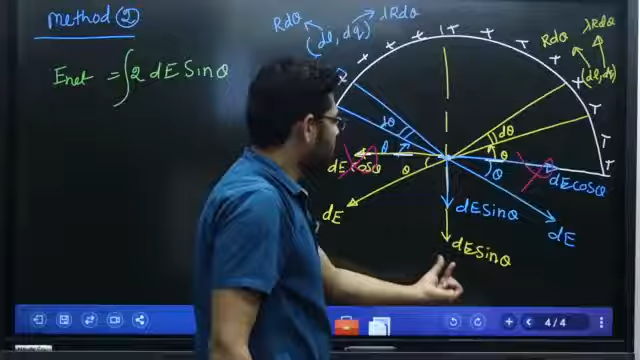 Method (2)
Enet = ∫2 dE Sinθ
Rdθ
λRdθ
(dl, dq)
Rdθ
λRdθ
(dl, dq)
dθ
dθ
θ
θ
dE cosθ
θ
θ
dE cosθ
dE
dE sinθ
dE
dE sinθ
4/4